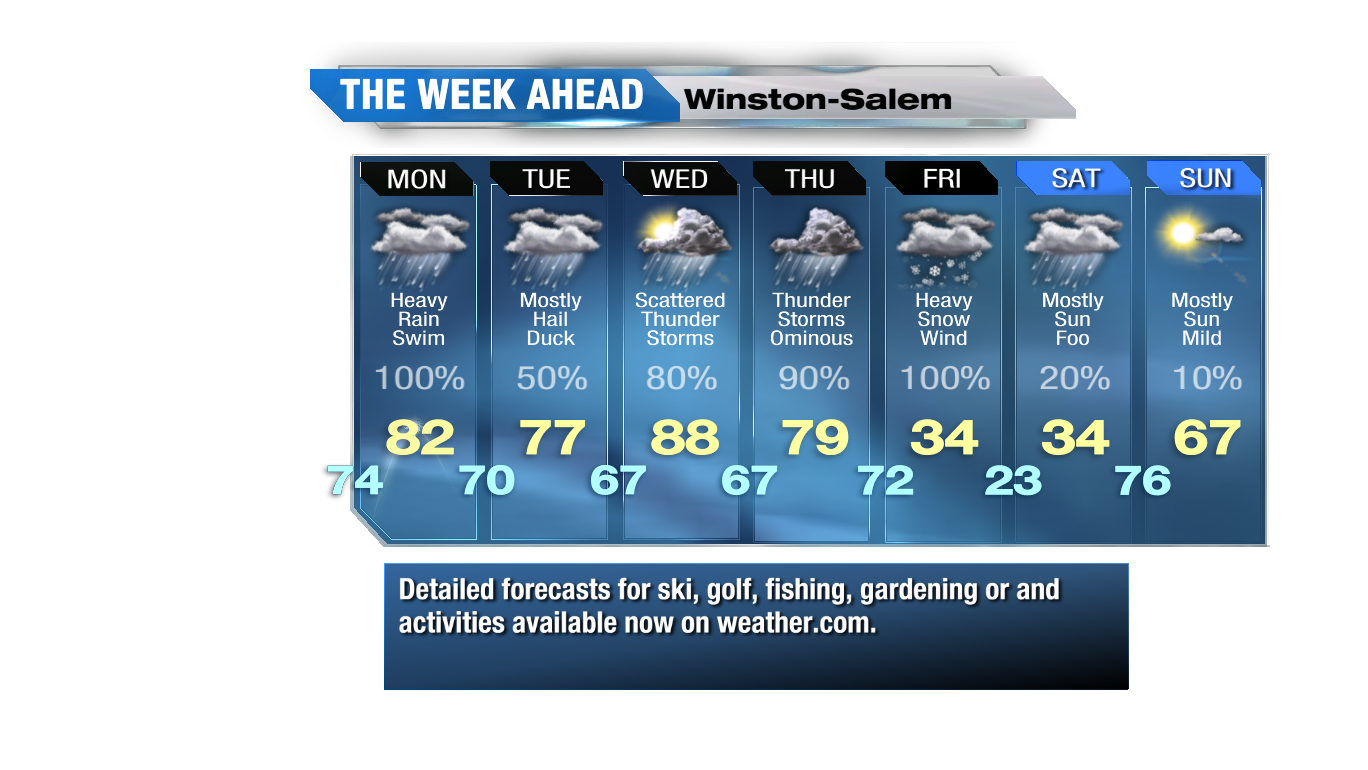 THE WEEK AHEAD Winston-Salem
MON TUE WED THU FRI SAT SUN
Heavy Mostly Scattered Thunder Heavy Mostly Mostly
Rain Hail Thunder Storms Snow Sun Sun
Swim Duck Storms Ominous Wind Foo Mild
100% 50% 80% 90% 100% 20% 10%
82 77 88 79 34 34 67
74 70 67 67 72 23 76
Detailed forecasts for ski, golf, fishing, gardening or and
activities available now on weather.com.